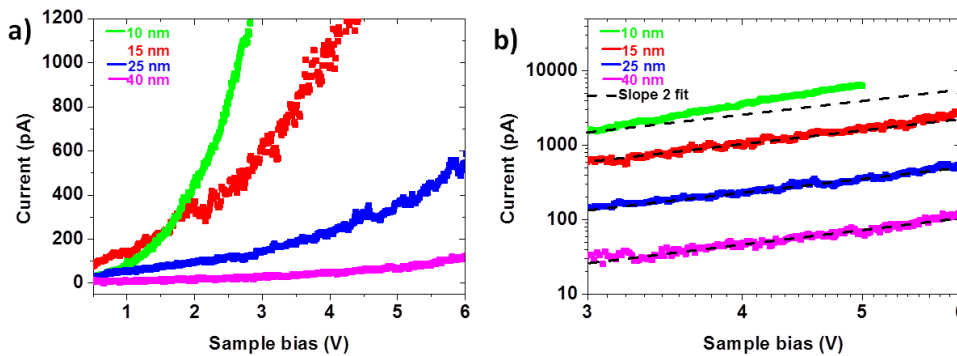 a)
1200
1000
800
600
400
200
0
Current (pA)
10 nm
15 nm
25 nm
40 nm
1 2 3 4 5 6
Sample bias (V)
b)
10000
1000
100
10
Current (pA)
10 nm
15 nm
25 nm
40 nm
Slope 2 fit
3 4 5 6
Sample bias (V)